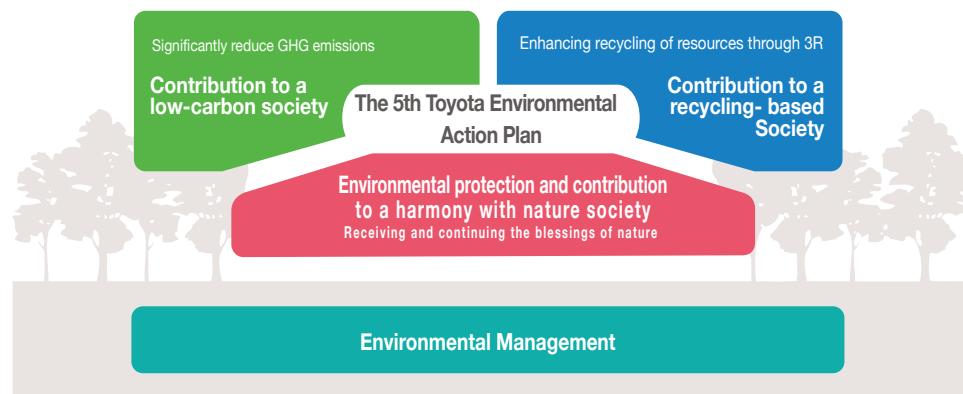 Significantly reduce GHG emissions
Contribution to a
low-carbon society
Enhancing recycling of resources through 3R
Contribution to a
recycling- based
Society
The 5th Toyota Environmental
Action Plan
Environmental protection and contribution
to a harmony with nature society
Receiving and continuing the blessings of nature
Environmental Management